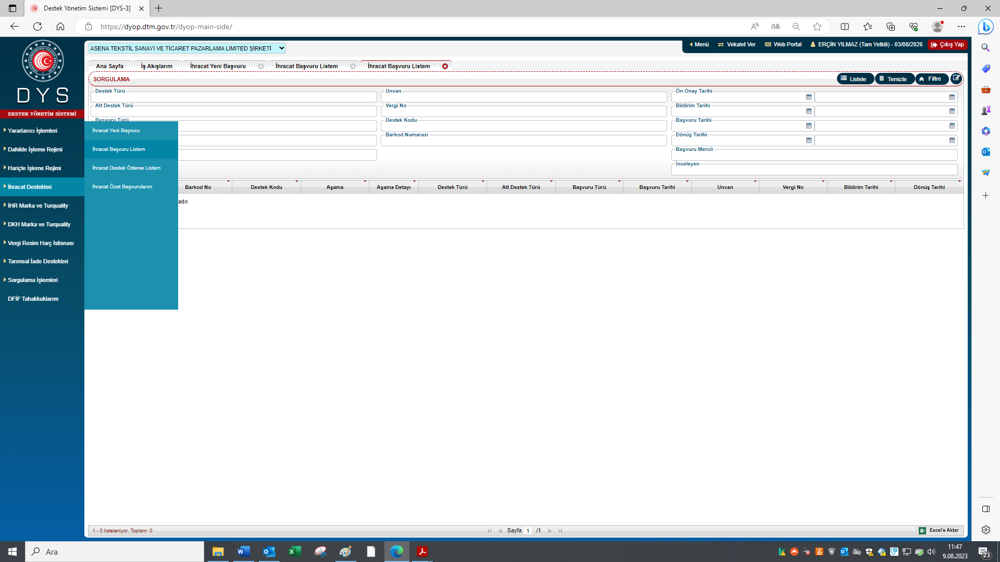 Destek Yönetim Sistemi [DYS-3]
https://dyop.dtm.gov.tr/dyop-main-side/
ASENA TEKSTİL SANAYİ VE TİCARET PAZARLAMA LİMİTED ŞİRKETİ
Menü
Vekalet Ver
Web Portal
ERÇİN YILMAZ (Tam Yetkili) - 03/08/2026
Çıkış Yap
Ana Sayfa
İş Akışlarım
İhracat Yeni Başvuru
İhracat Başvuru Listem
İhracat Başvuru Listem
SORGULAMA
Listele
Temizle
Filtre
DYS
DESTEK YÖNETİM SİSTEMİ
Destek Türü
Unvan
Ön Onay Tarihi
Alt Destek Türü
Vergi No
Bildirim Tarihi
Başvuru Türü
Destek Kodu
Başvuru Tarihi
Barkod Numarası
Dönüş Tarihi
Başvuru Mercii
İnceleyen
Yararlanıcı İşlemleri
Dahilde İşleme Rejimi
Hariçte İşleme Rejimi
İhracat Destekleri
İHR Marka ve Turquality
DKH Marka ve Turquality
Vergi Resim Harç İstisnası
Tarımsal İade Destekleri
Sorgulama İşlemleri
DFİF Tahakkuklarım
İhracat Yeni Başvuru
İhracat Başvuru Listem
İhracat Destek Ödeme Listem
İhracat Özet Başvurularım
Barkod No
Destek Kodu
Aşama
Aşama Detayı
Destek Türü
Alt Destek Türü
Başvuru Türü
Başvuru Tarihi
Unvan
Vergi No
Bildirim Tarihi
Dönüş Tarihi
adır.
1 - 0 listeleniyor. Toplam: 0
Sayfa 1 /1
Excel'e Aktar
Ara
11:47
9.08.2023
23